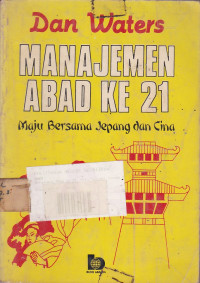 Dan Waters
MANAJEMEN
ABAD KE 21
Maju Bersama Jepang dan Cina